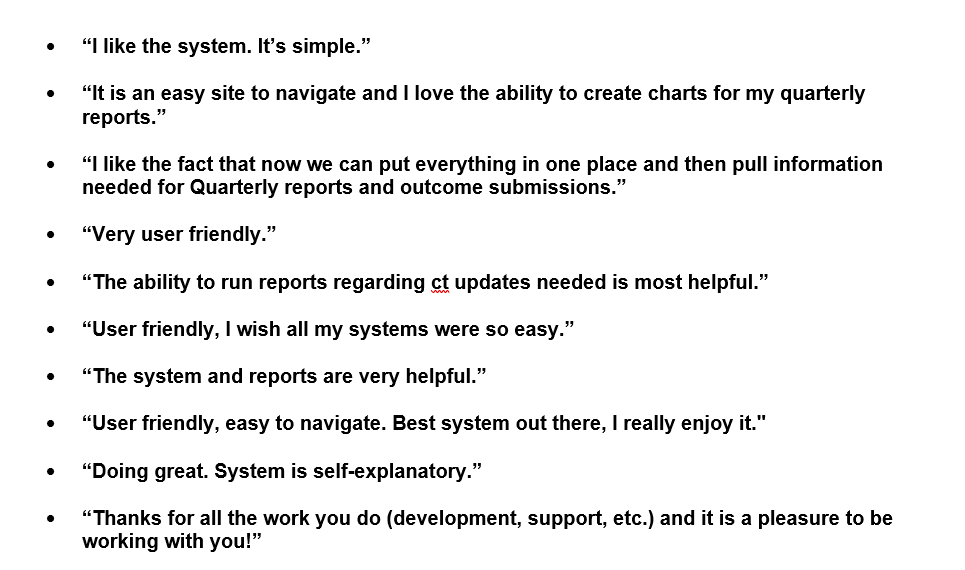 • “I like the system. It’s simple.”
• “It is an easy site to navigate and I love the ability to create charts for my quarterly
reports.”
• “I like the fact that now we can put everything in one place and then pull information
needed for Quarterly reports and outcome submissions.”
• “Very user friendly.”
• “The ability to run reports regarding ct updates needed is most helpful.”
• “User friendly, I wish all my systems were so easy.”
• “The system and reports are very helpful.”
• “User friendly, easy to navigate. Best system out there, I really enjoy it."
• “Doing great. System is self-explanatory.”
• “Thanks for all the work you do (development, support, etc.) and it is a pleasure to be
working with you!”